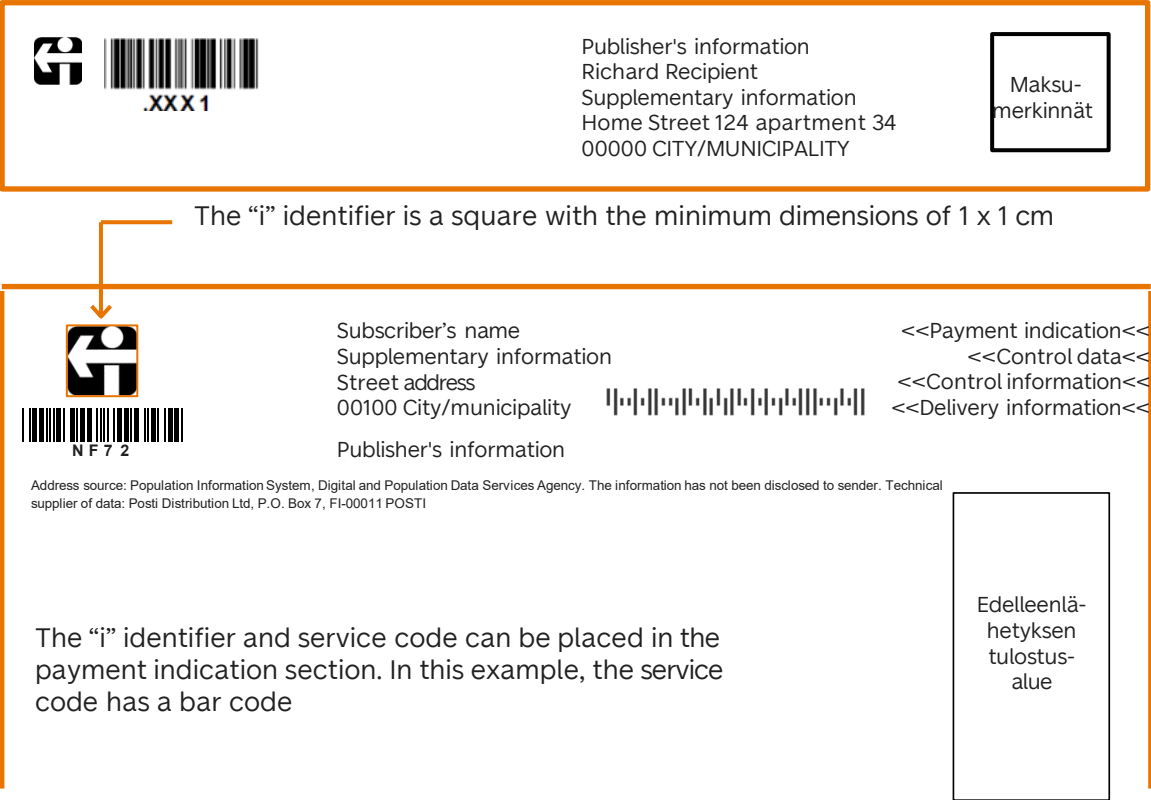 .XXX1
Publisher's information
Richard Recipient
Supplementary information
Home Street 124 apartment 34
00000 CITY/MUNICIPALITY
Maksu-
merkinnät
The “i” identifier is a square with the minimum dimensions of 1 x 1 cm
NF72
Subscriber’s name
Supplementary information
Street address
00100 City/municipality
Publisher's information
<<Payment indication<<
<<Control data<<
<<Control information<<
<<Delivery information<<
Address source: Population Information System, Digital and Population Data Services Agency. The information has not been disclosed to sender. Technical
supplier of data: Posti Distribution Ltd, P.O. Box 7, FI-00011 POSTI
The “i” identifier and service code can be placed in the
payment indication section. In this example, the service
code has a bar code
Edelleenlä-
hetyksen
tulostus-
alue